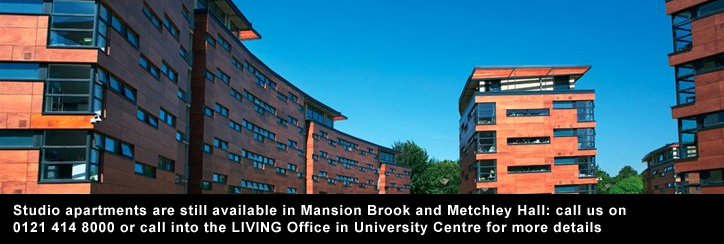 Studio apartments are still available in Mansion Brook and Metchley Hall: call us on
0121 414 8000 or call into the LIVING Office in University Centre for more details